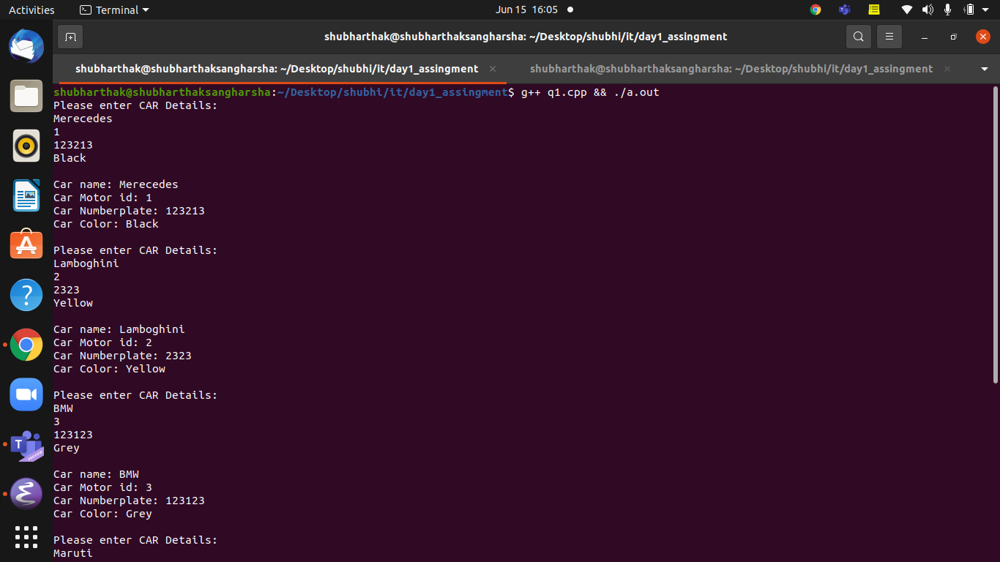 Activities
Terminal
Jun 15 16:05
shubharthak@shubharthaksangharsha: ~/Desktop/shubhi/it/day1_assingment
shubharthak@shubharthaksangharsha: ~/Desktop/shubhi/it/day1_assingment
shubharthak@shubharthaksangharsha: ~/Desktop/shubhi/it/day1_assingment
shubharthak@shubharthaksangharsha:~/Desktop/shubhi/it/day1_assingment$ g++ q1.cpp && ./a.out
Please enter CAR Details:
Merecedes
1
123213
Black
Car name: Merecedes
Car Motor id: 1
Car Numberplate: 123213
Car Color: Black
Please enter CAR Details:
Lamboghini
2
2323
Yellow
Car name: Lamboghini
Car Motor id: 2
Car Numberplate: 2323
Car Color: Yellow
Please enter CAR Details:
BMW
3
123123
Grey
Car name: BMW
Car Motor id: 3
Car Numberplate: 123123
Car Color: Grey
Please enter CAR Details:
Maruti
T
PREVIEW